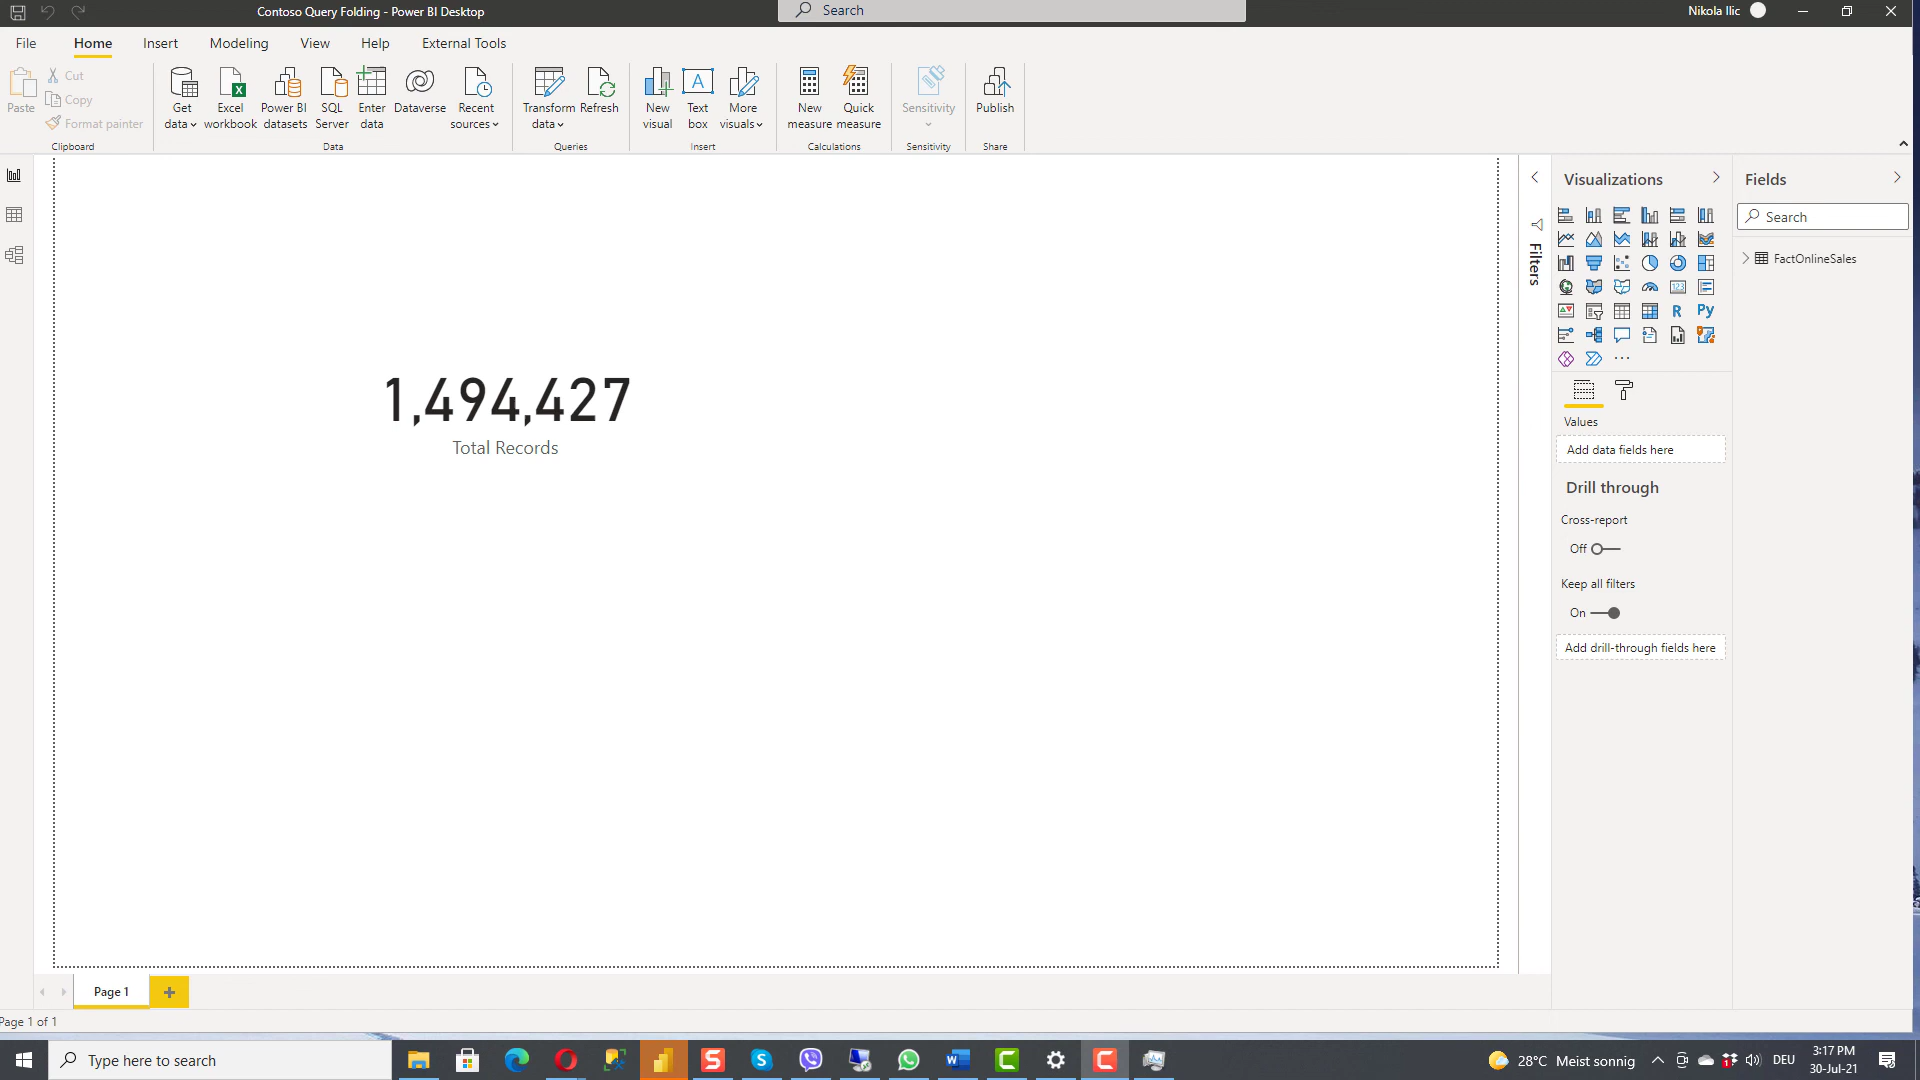 Contoso Query Folding - Power BI Desktop
Search
Nikola Ilic
File
Home
Insert
Modeling
View
Help
External Tools
Paste
Cut
Copy
Format painter
Clipboard
Get data
Excel workbook
Power BI datasets
SQL Server
Enter data
Dataverse
Recent sources
Data
Transform data
Refresh
Queries
New visual
Text box
More visuals
Insert
New measure
Quick measure
Calculations
Sensitivity
Sensitivity
Publish
Share
1,494,427
Total Records
Filters
Visualizations
R
Py
123
Values
Add data fields here
Drill through
Cross-report
Off
Keep all filters
On
Add drill-through fields here
Fields
Search
FactOnlineSales
Page 1
Page 1 of 1
Type here to search
28°C Meist sonnig
DEU
3:17 PM
30-Jul-21